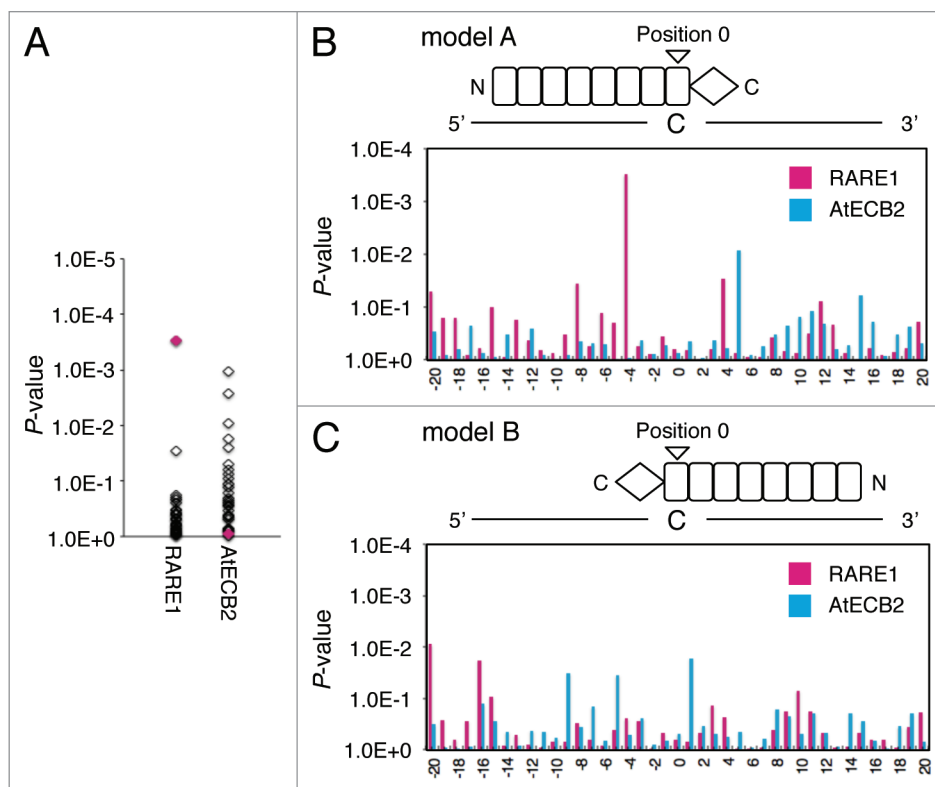 A
P-value
1.0E-5
1.0E-4
1.0E-3
1.0E-2
1.0E-1
1.0E+0
RARE1
AtECB2
B
model A
Position 0
N
C
5’
C
3’
P-value
1.0E-4
1.0E-3
1.0E-2
1.0E-1
1.0E+0
RARE1
AtECB2
-20 -18 -16 -14 -12 -10 -8 -6 -4 -2 0 2 4 6 8 10 12 14 16 18 20
C
model B
Position 0
C
N
5’
C
3’
P-value
1.0E-4
1.0E-3
1.0E-2
1.0E-1
1.0E+0
RARE1
AtECB2
-20 -18 -16 -14 -12 -10 -8 -6 -4 -2 0 2 4 6 8 10 12 14 16 18 20